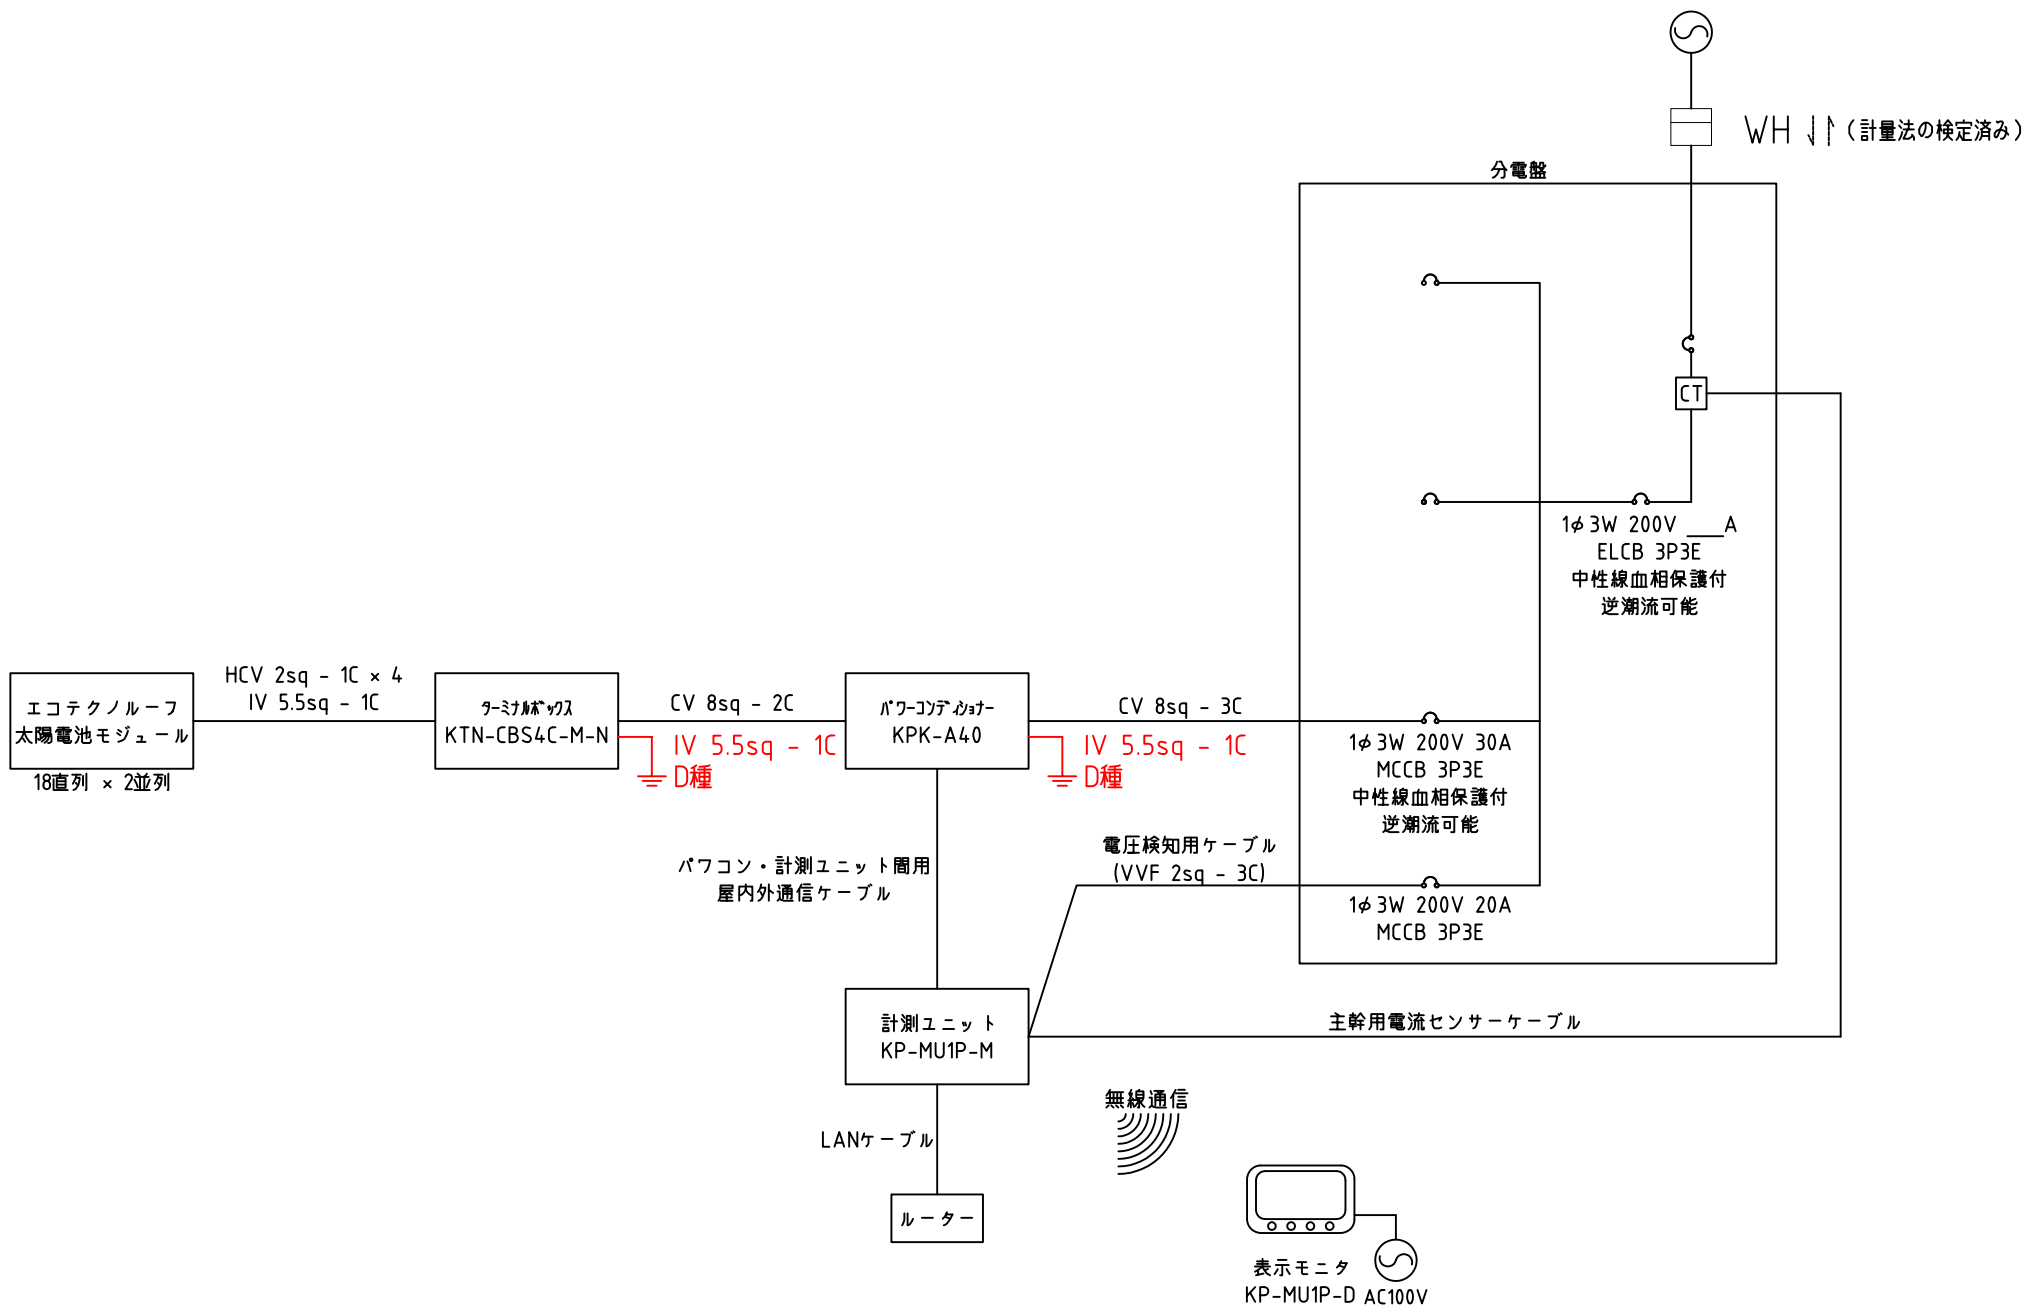 WH ⇃↾(計量法の検定済み)
分電盤
CT
1φ3W 200V ___A
ELCB 3P3E
中性線血相保護付
逆潮流可能
エコテクノルーフ
太陽電池モジュール
18直列 × 2並列
HCV 2sq - 1C × 4
IV 5.5sq - 1C
ターミナルボックス
KTN-CBS4C-M-N
CV 8sq - 2C
IV 5.5sq - 1C
D種
パワーコンディショナー
KPK-A40
CV 8sq - 3C
IV 5.5sq - 1C
D種
1φ3W 200V 30A
MCCB 3P3E
中性線血相保護付
逆潮流可能
電圧検知用ケーブル
(VVF 2sq - 3C)
1φ3W 200V 20A
MCCB 3P3E
パワコン・計測ユニット間用
屋内外通信ケーブル
計測ユニット
KP-MU1P-M
主幹用電流センサーケーブル
無線通信
LANケーブル
ルーター
表示モニタ
KP-MU1P-D
AC100V